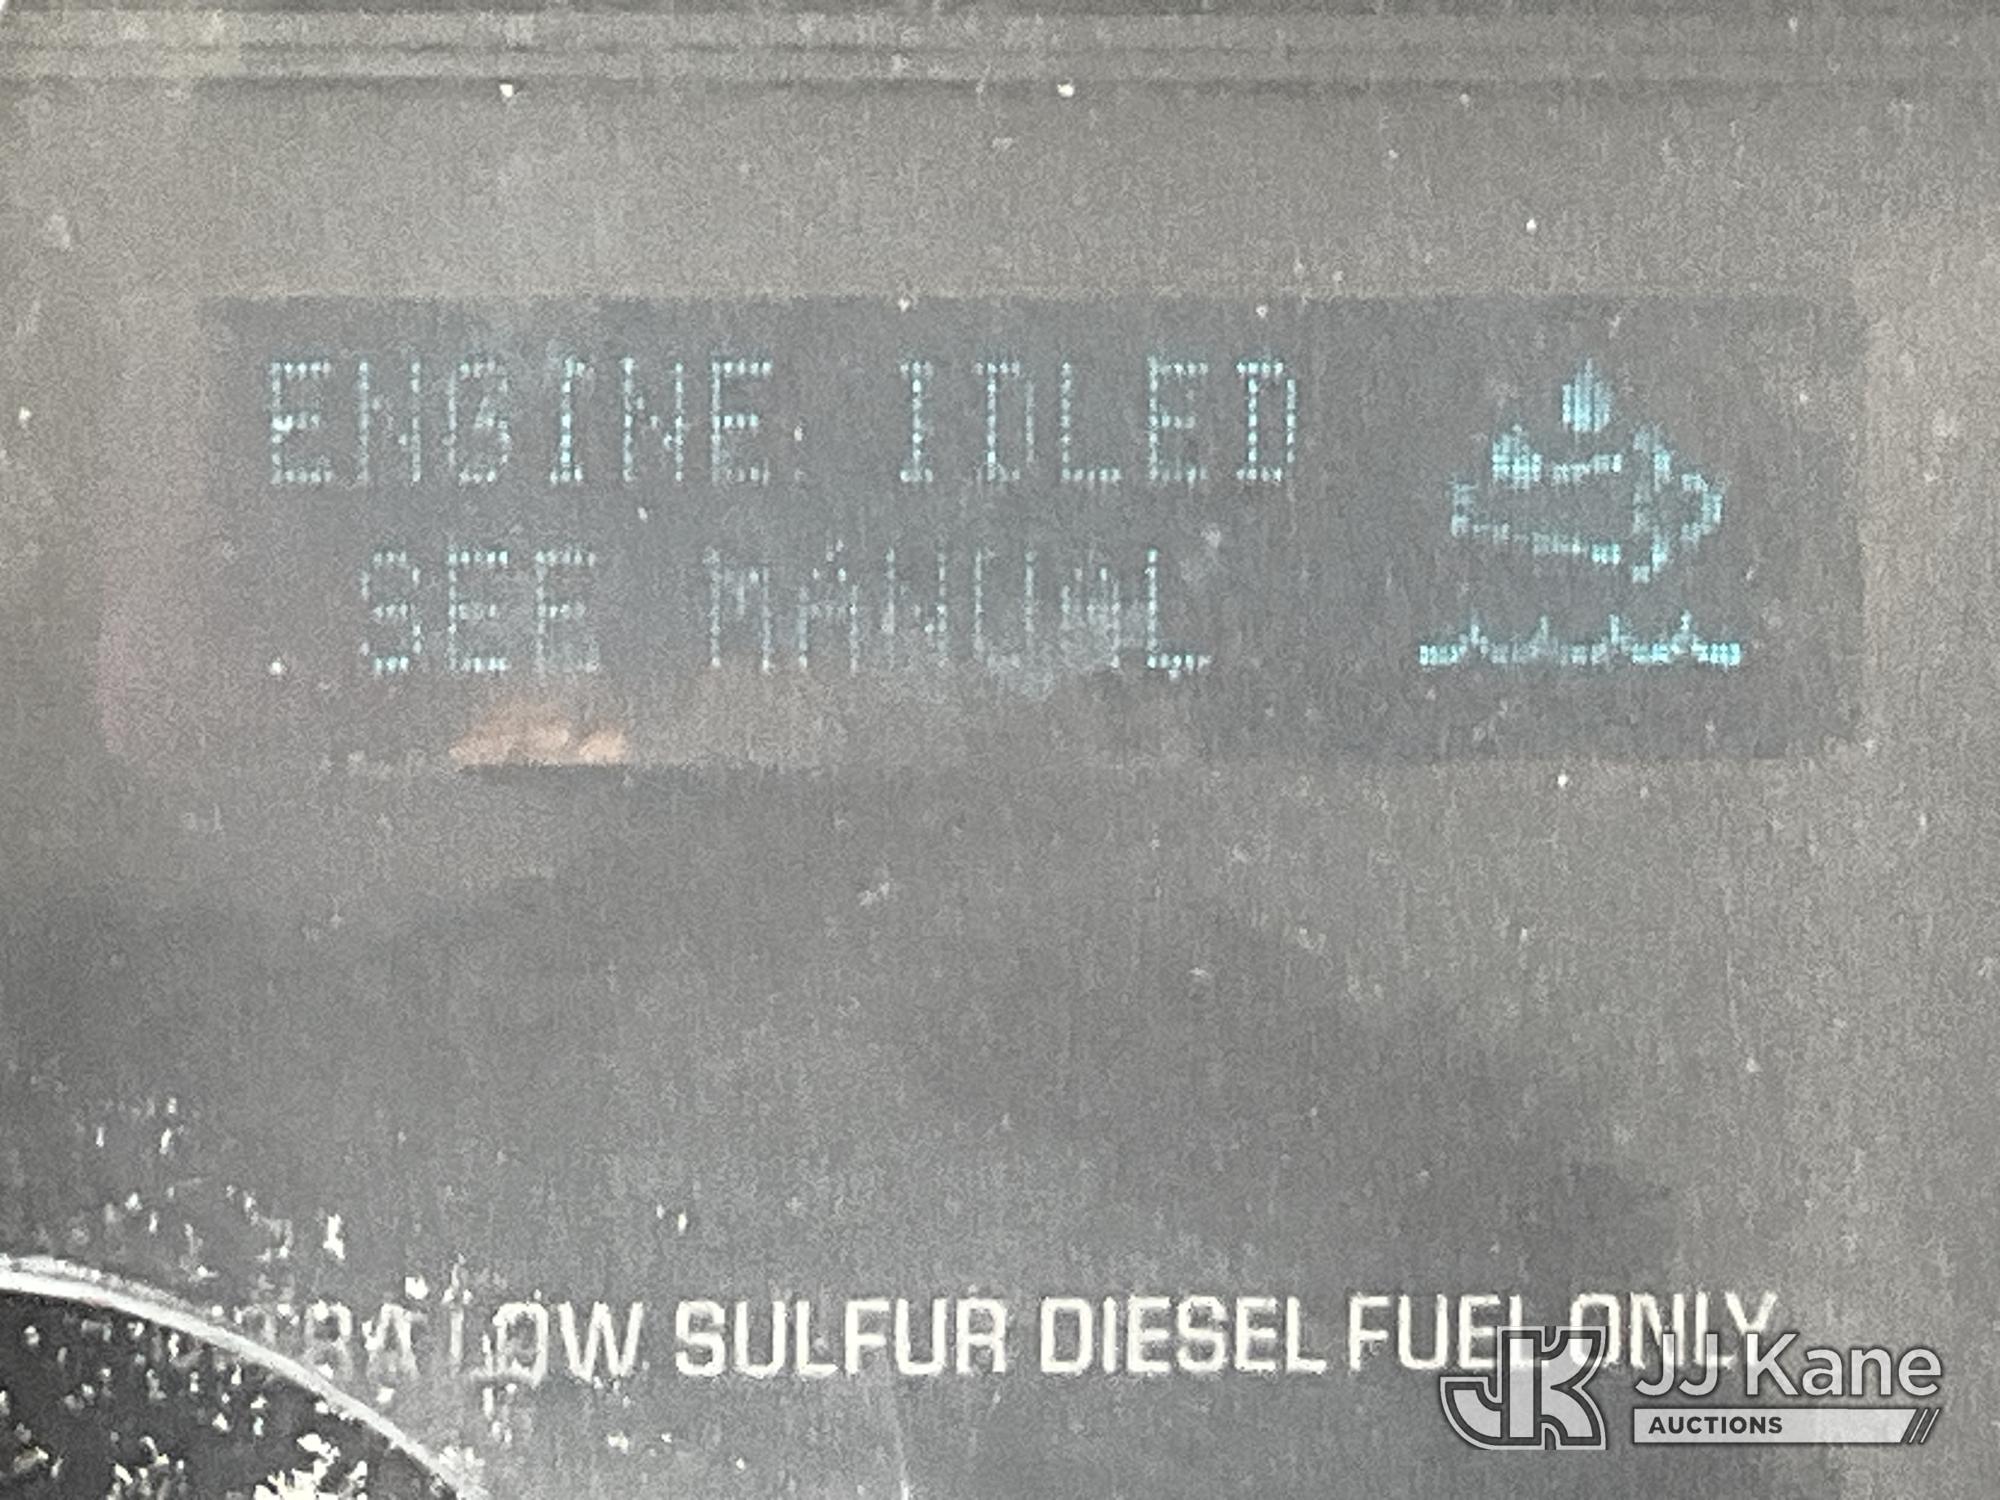 ENGINE IDLED
SEE MANUAL
LOW SULFUR DIESEL FUEL ONLY
JJ Kane
AUCTIONS